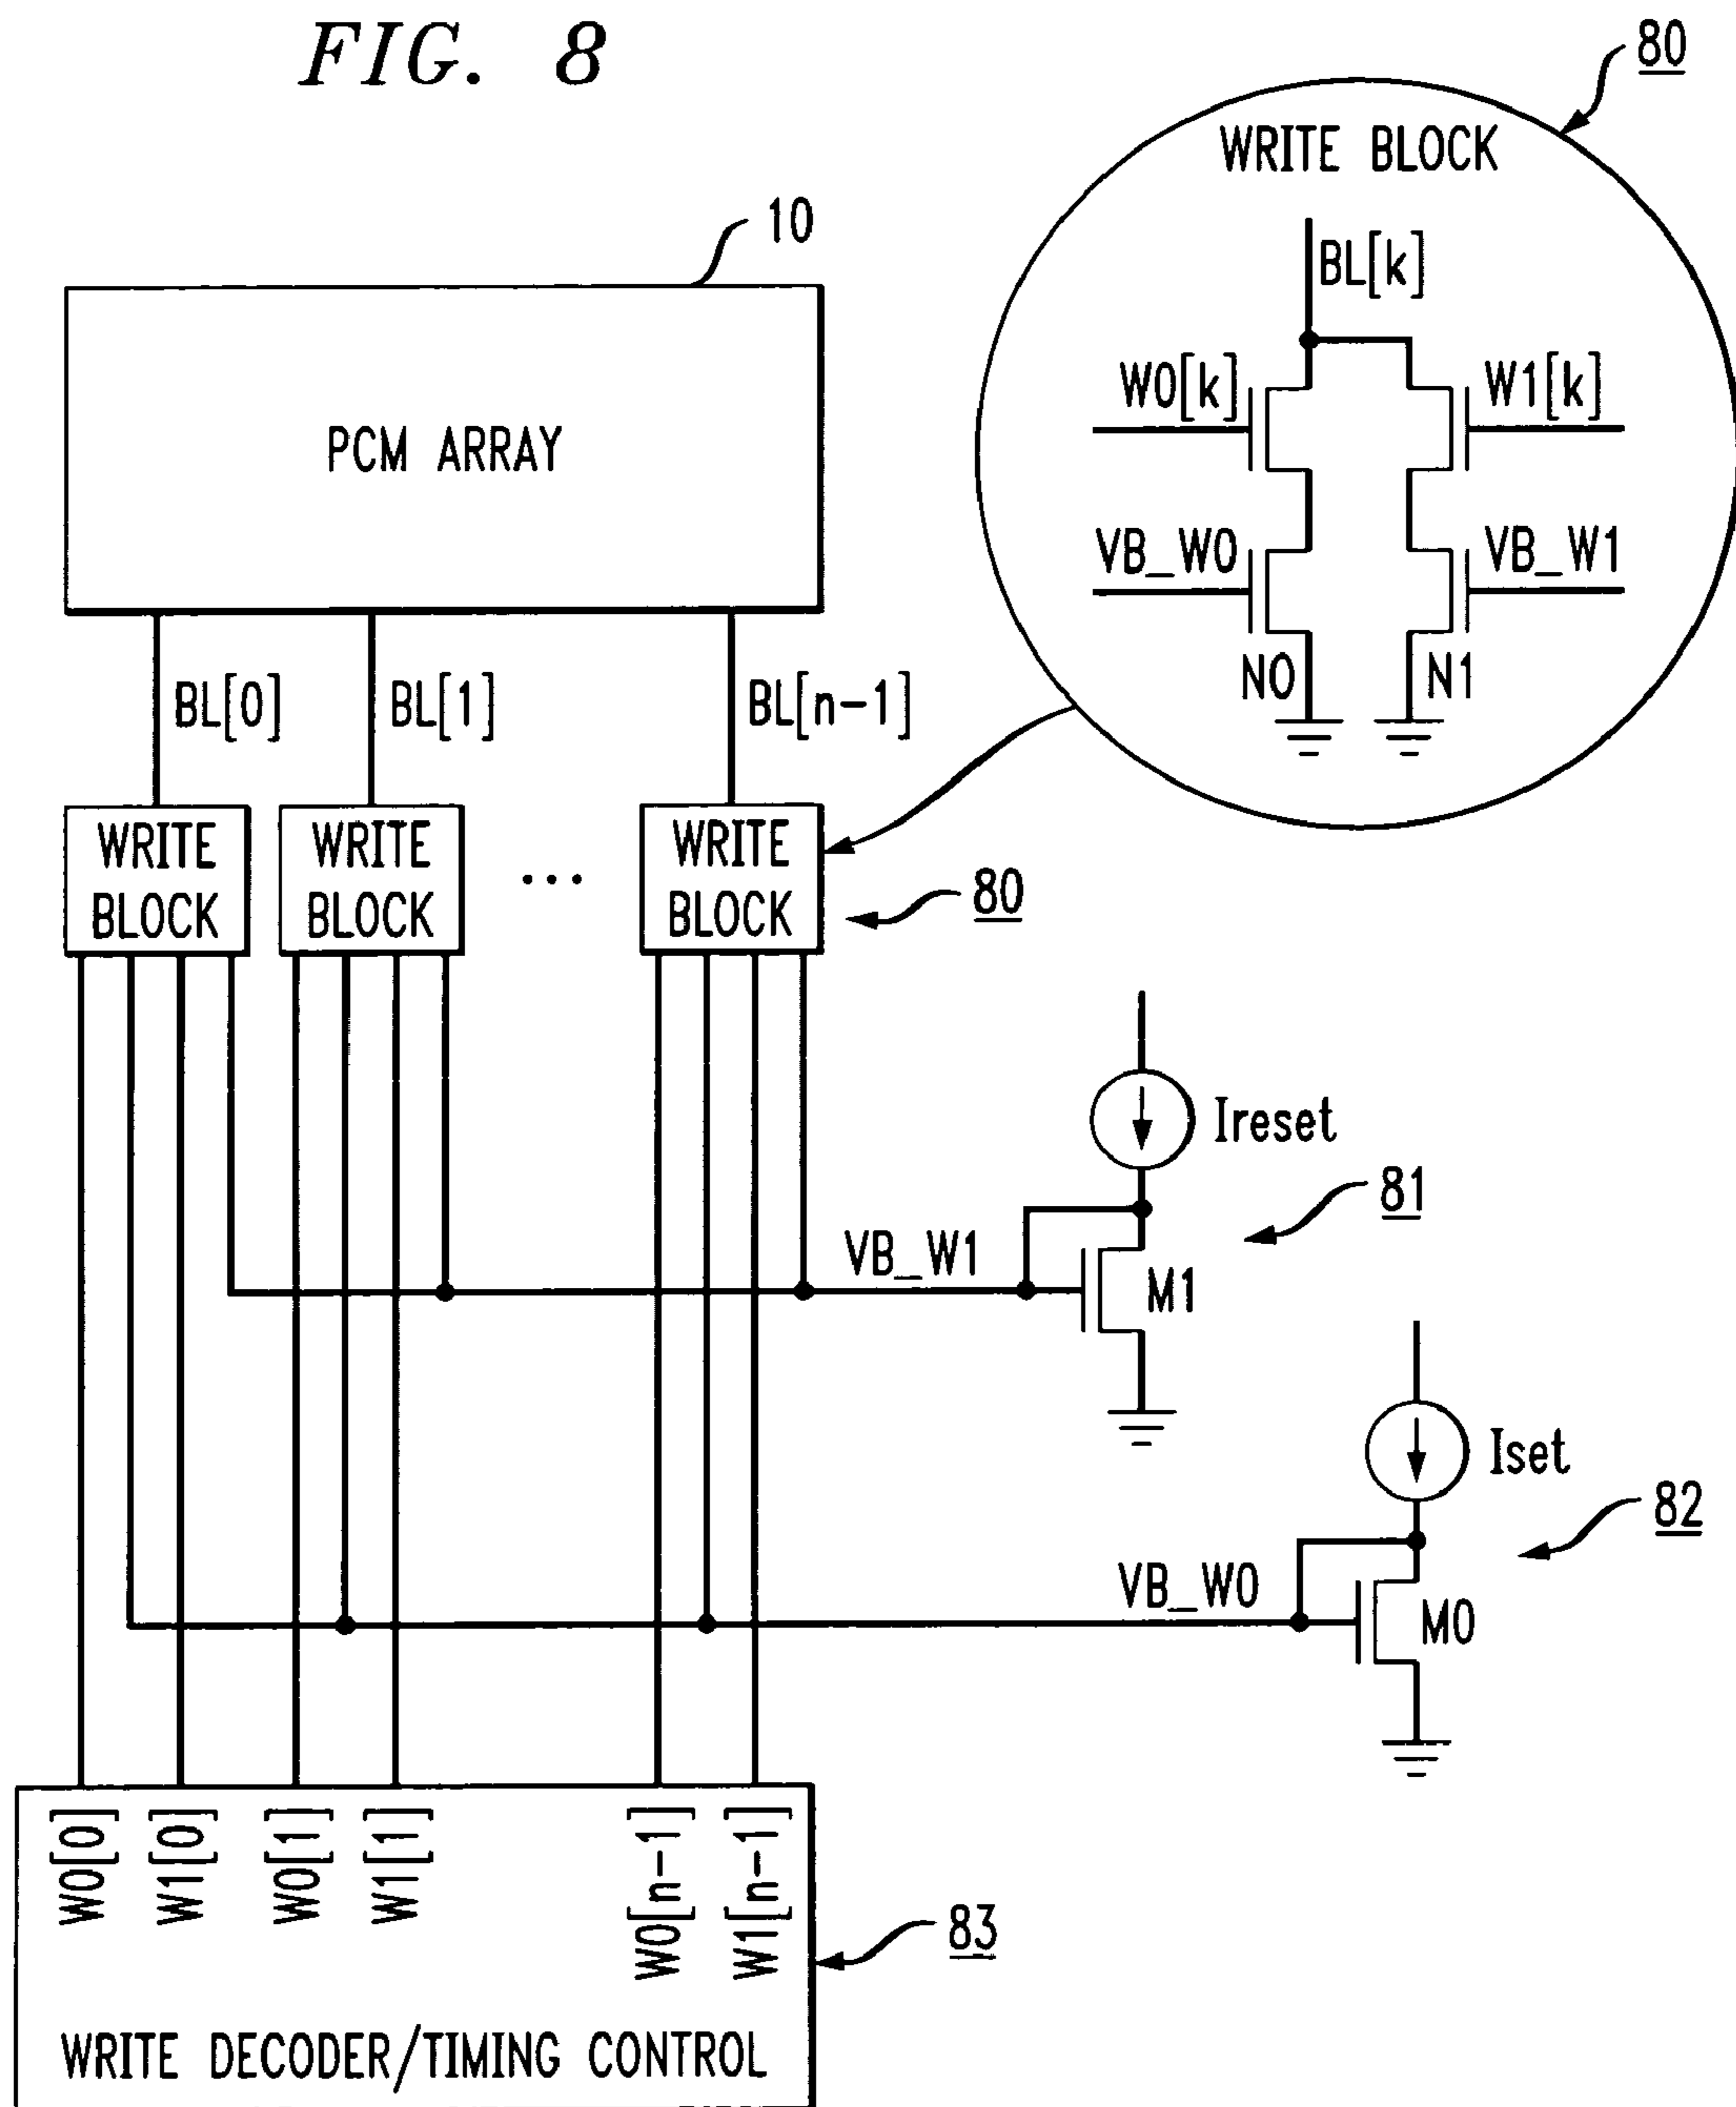 FIG. 8
80
WRITE BLOCK
10
BL[k]
W0[k]
W1[k]
PCM ARRAY
VB_W0
VB_W1
N0
N1
BL[0]
BL[1]
BL[n-1]
WRITE
BLOCK
WRITE
BLOCK
...
WRITE
BLOCK
80
Ireset
81
VB_W1
M1
Iset
82
VB_W0
M0
W0[0]
W1[0]
W0[1]
W1[1]
W0[n-1]
W1[n-1]
83
WRITE DECODER/TIMING CONTROL